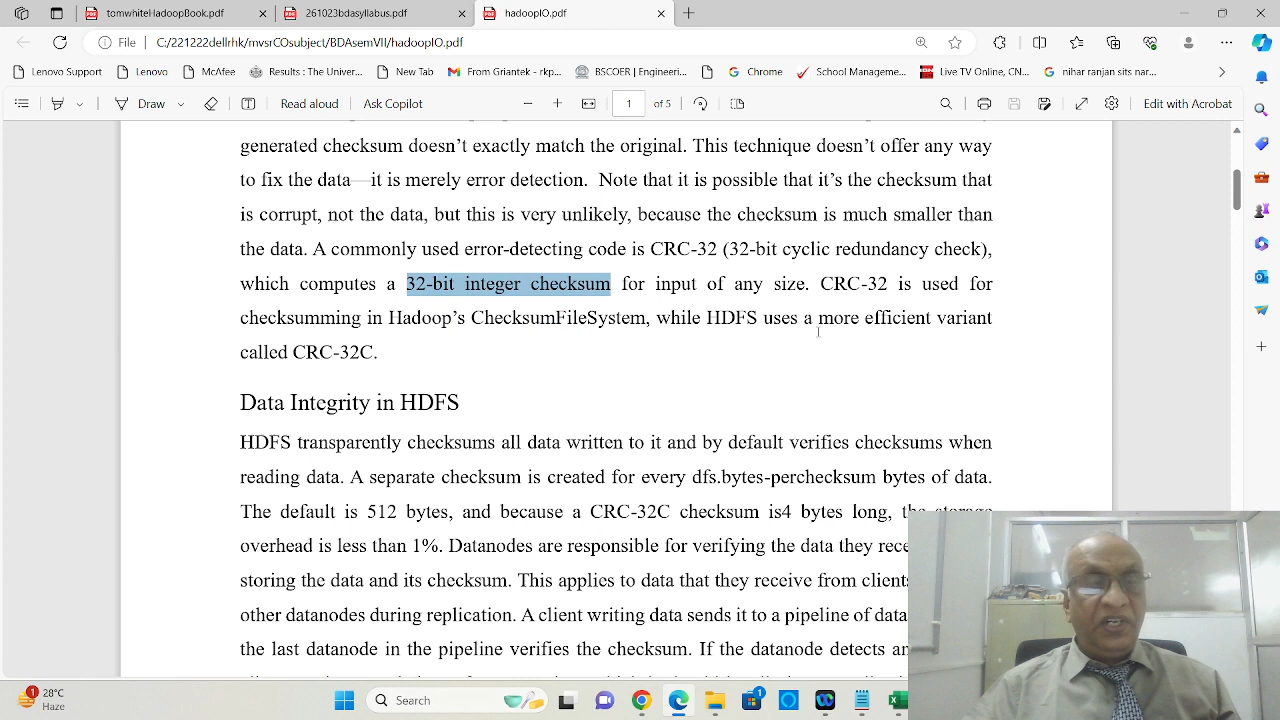 tomwhiteHadoopBook.pdf
261023bdasyllabus.pdf
hadoopIO.pdf
File C:/221222dellrhk/mvsrCOsubject/BDAsemVII/hadoopIO.pdf
Lenovo Support
Lenovo
McAfee
Results : The Univer...
New Tab
M From Griantek - rkp...
BSCOER | Engineeri...
Chrome
School Manageme...
Live TV Online, CN...
nihar ranjan sits nar...
Draw
Read aloud
Ask Copilot
1 of 5
Edit with Acrobat
generated checksum doesn’t exactly match the original. This technique doesn’t offer any way
to fix the data—it is merely error detection. Note that it is possible that it’s the checksum that
is corrupt, not the data, but this is very unlikely, because the checksum is much smaller than
the data. A commonly used error-detecting code is CRC-32 (32-bit cyclic redundancy check),
which computes a 32-bit integer checksum for input of any size. CRC-32 is used for
checksumming in Hadoop’s ChecksumFileSystem, while HDFS uses a more efficient variant
called CRC-32C.
Data Integrity in HDFS
HDFS transparently checksums all data written to it and by default verifies checksums when
reading data. A separate checksum is created for every dfs.bytes-perchecksum bytes of data.
The default is 512 bytes, and because a CRC-32C checksum is4 bytes long, the storage
overhead is less than 1%. Datanodes are responsible for verifying the data they rece
storing the data and its checksum. This applies to data that they receive from clients
other datanodes during replication. A client writing data sends it to a pipeline of data
the last datanode in the pipeline verifies the checksum. If the datanode detects an
28°C
Haze
Search